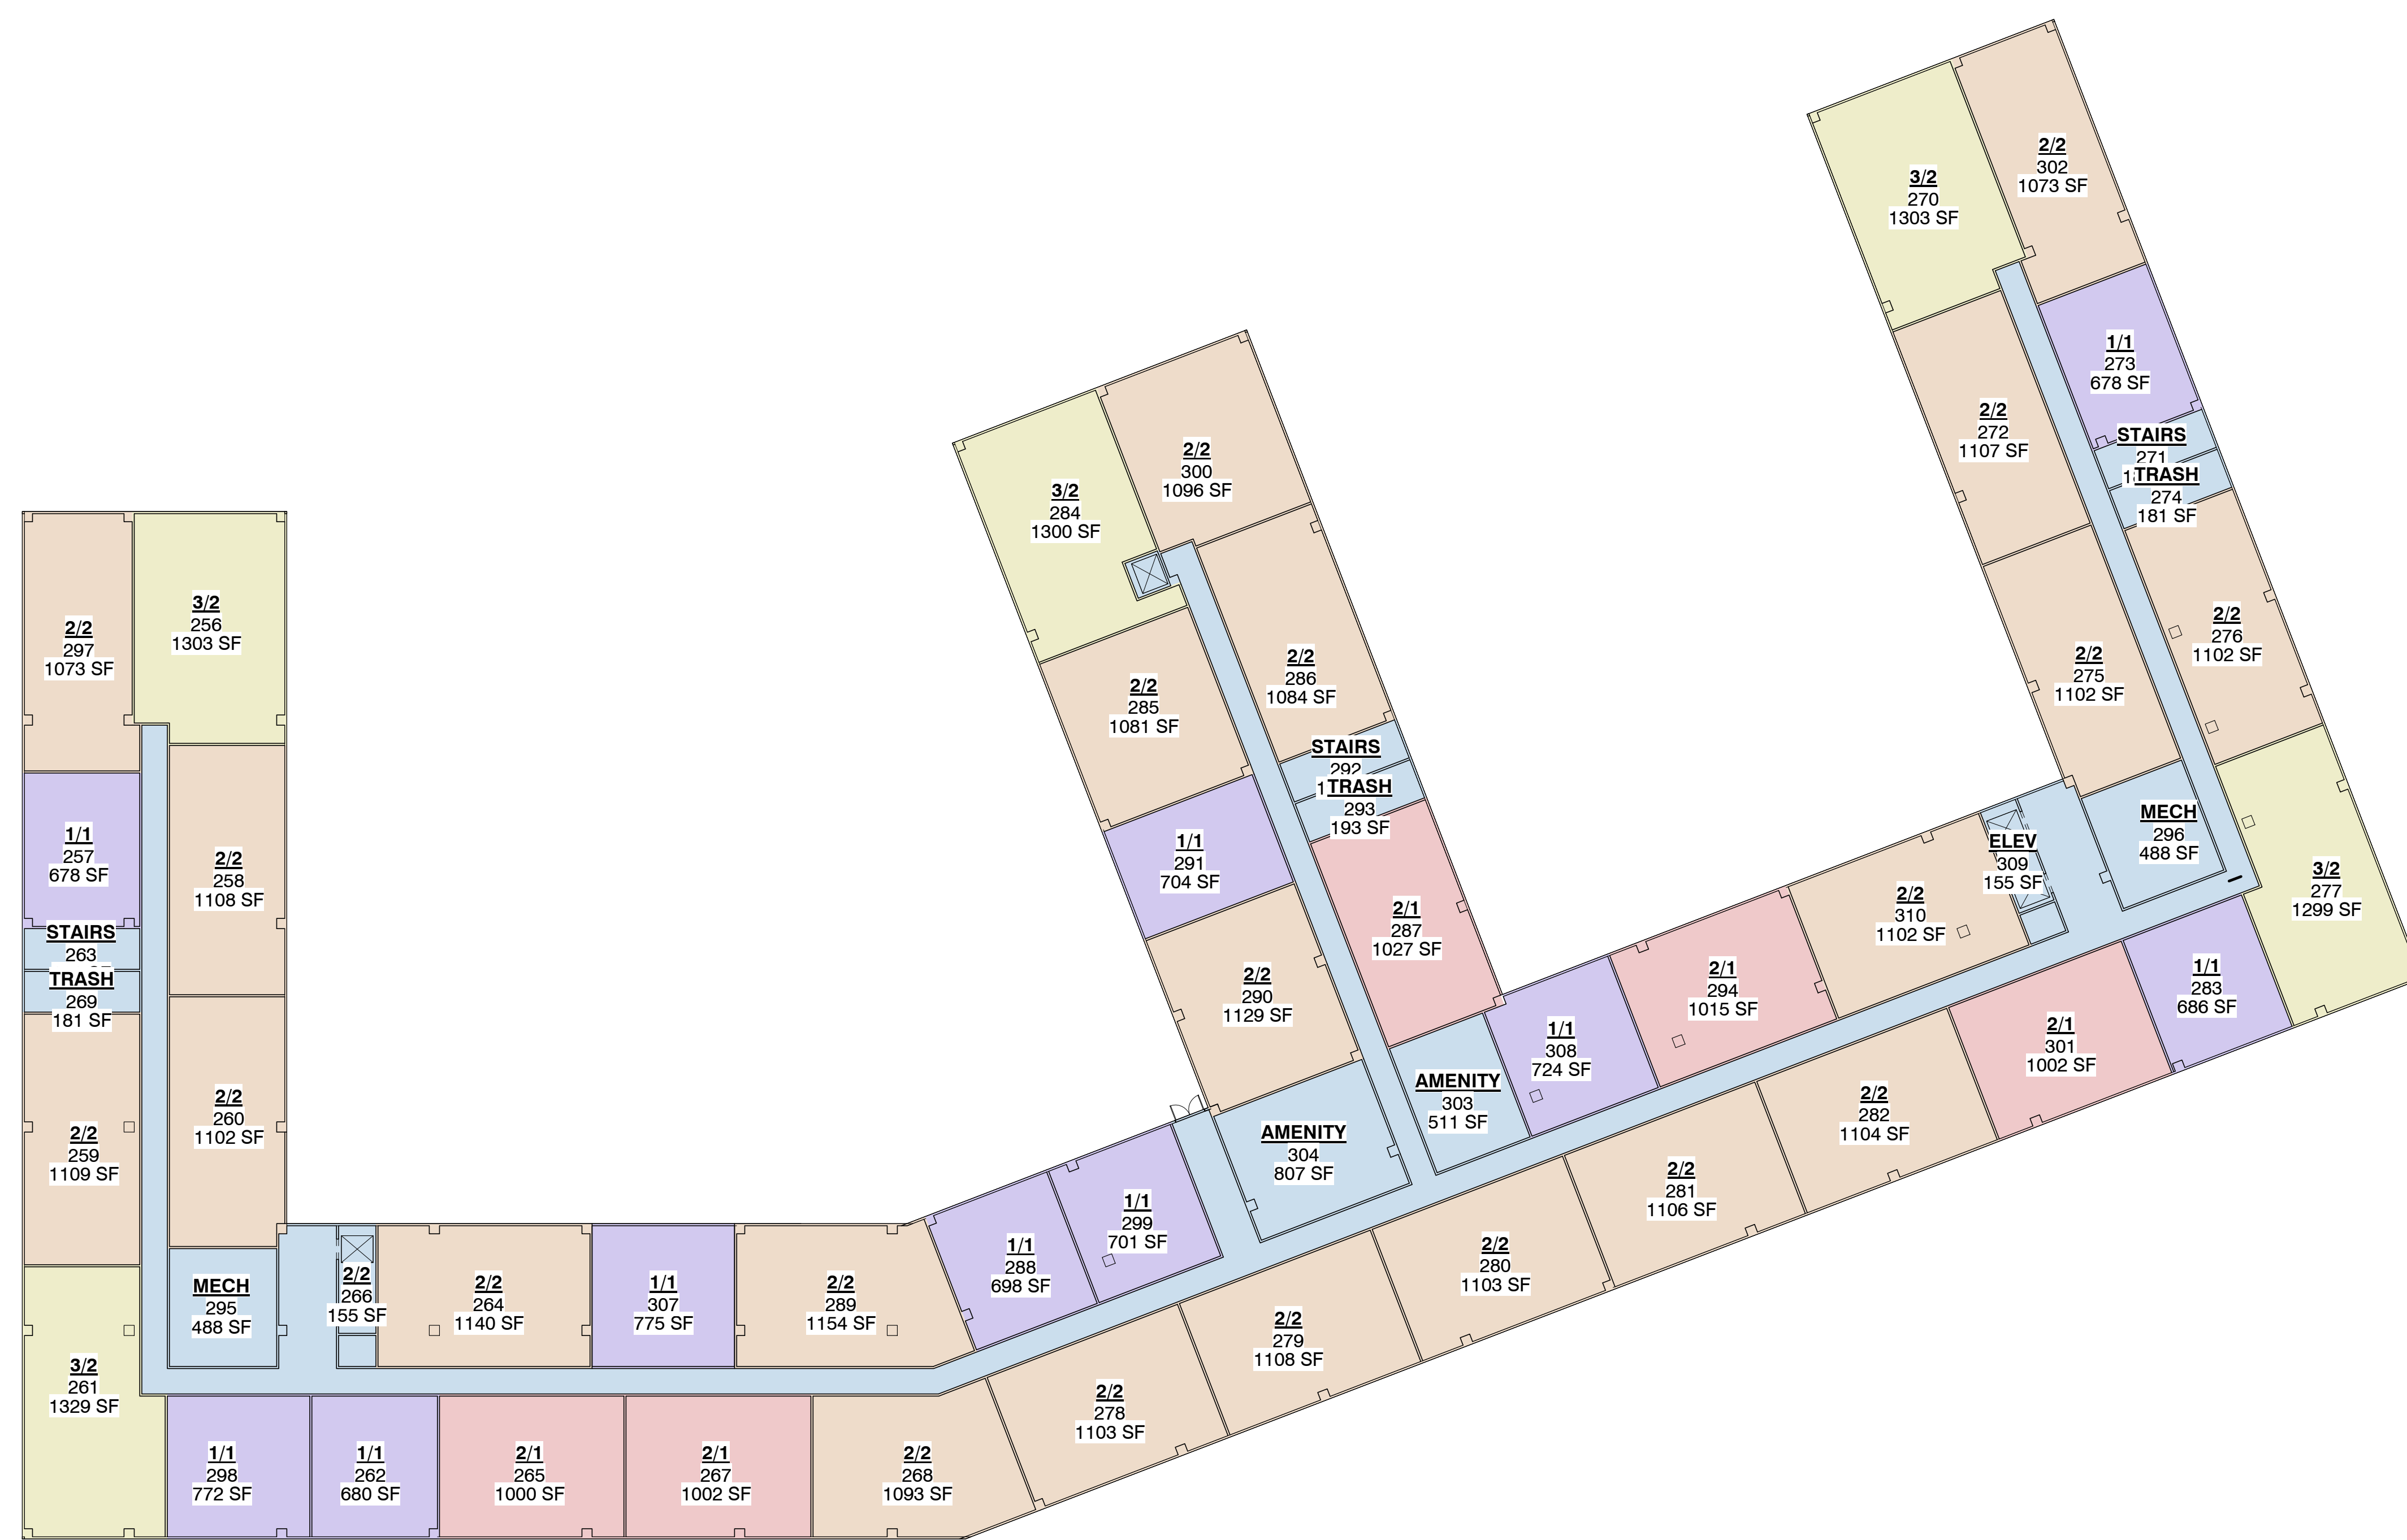 2/2
302
1073 SF
3/2
270
1303 SF
1/1
273
678 SF
2/2
272
1107 SF
STAIRS
271
TRASH
274
181 SF
2/2
300
1096 SF
3/2
284
1300 SF
2/2
297
1073 SF
3/2
256
1303 SF
2/2
276
1102 SF
2/2
275
1102 SF
2/2
286
1084 SF
2/2
285
1081 SF
STAIRS
292
TRASH
293
193 SF
1/1
257
678 SF
2/2
258
1108 SF
1/1
291
704 SF
MECH
296
488 SF
ELEV
309
155 SF
3/2
277
1299 SF
2/2
310
1102 SF
2/1
287
1027 SF
STAIRS
263
TRASH
269
181 SF
2/2
290
1129 SF
2/1
294
1015 SF
1/1
283
686 SF
1/1
308
724 SF
2/1
301
1002 SF
AMENITY
303
511 SF
2/2
260
1102 SF
2/2
259
1109 SF
AMENITY
304
807 SF
2/2
282
1104 SF
2/2
281
1106 SF
1/1
299
701 SF
1/1
288
698 SF
2/2
280
1103 SF
MECH
295
488 SF
2/2
266
155 SF
2/2
264
1140 SF
1/1
307
775 SF
2/2
289
1154 SF
2/2
279
1108 SF
3/2
261
1329 SF
2/2
278
1103 SF
1/1
298
772 SF
1/1
262
680 SF
2/1
265
1000 SF
2/1
267
1002 SF
2/2
268
1093 SF